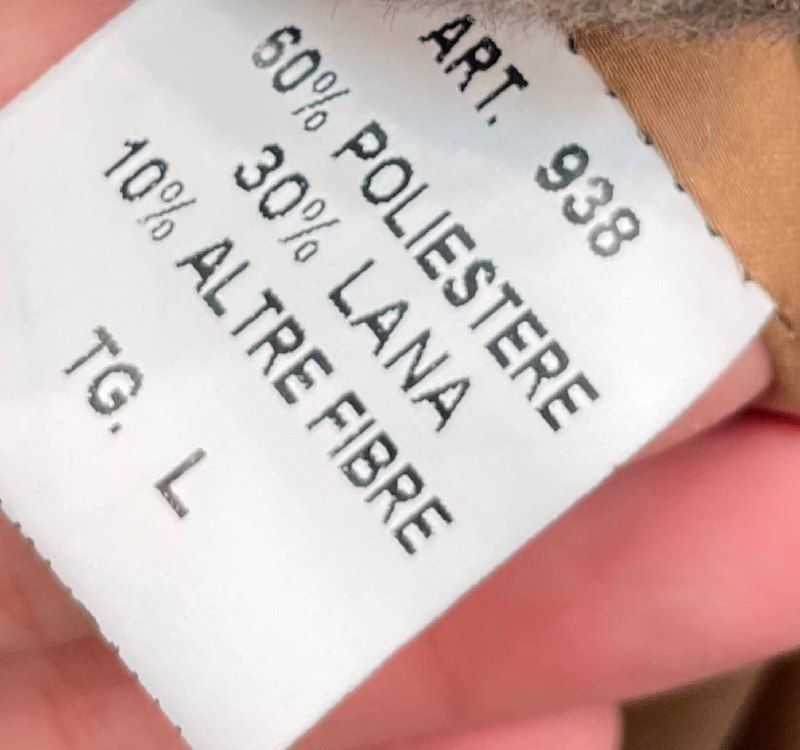 ART. 938
60% POLIESTERE
30% LANA
10% ALTRE FIBRE
TG. L